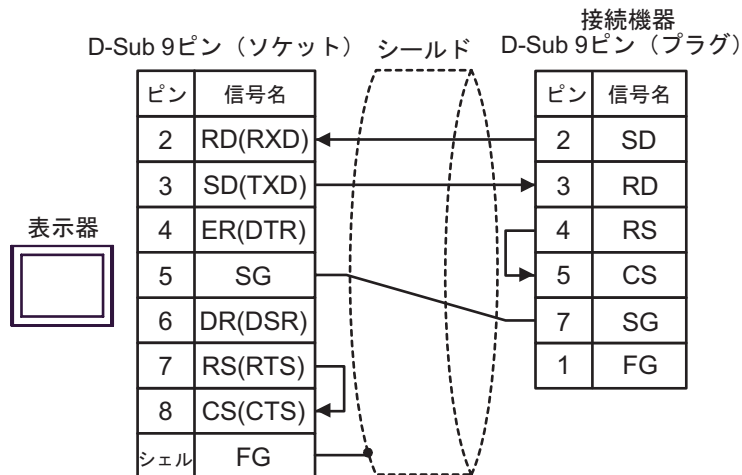 接続機器
D-Sub 9ピン（ソケット） シールド D-Sub 9ピン（プラグ）
ピン 信号名 ピン 信号名
2 RD(RXD) 2 SD
3 SD(TXD) 3 RD
表示器
4 ER(DTR) 4 RS
5 SG 5 CS
6 DR(DSR) 7 SG
7 RS(RTS) 1 FG
8 CS(CTS)
シェル FG